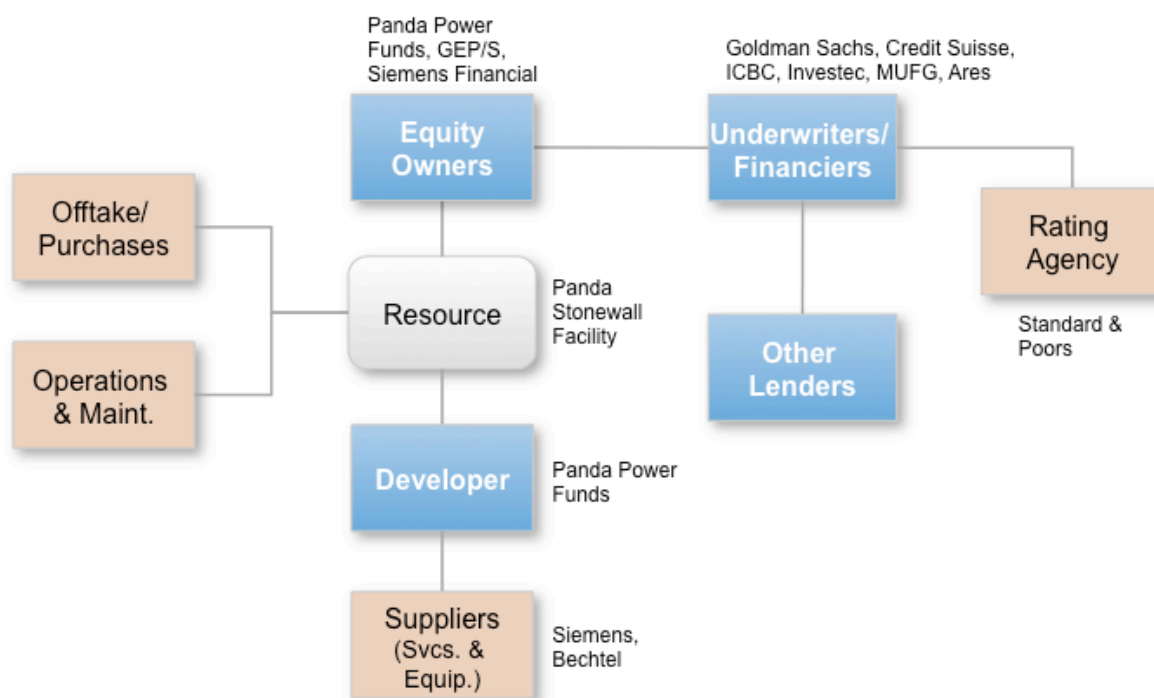 Panda Power
Funds, GEP/S,
Siemens Financial
Goldman Sachs, Credit Suisse,
ICBC, Investec, MUFG, Ares
Equity
Owners
Underwriters/
Financiers
Offtake/
Purchases
Rating
Agency
Resource
Panda
Stonewall
Facility
Standard &
Poors
Other
Lenders
Operations
& Maint.
Developer
Panda Power
Funds
Suppliers
(Svcs. &
Equip.)
Siemens,
Bechtel